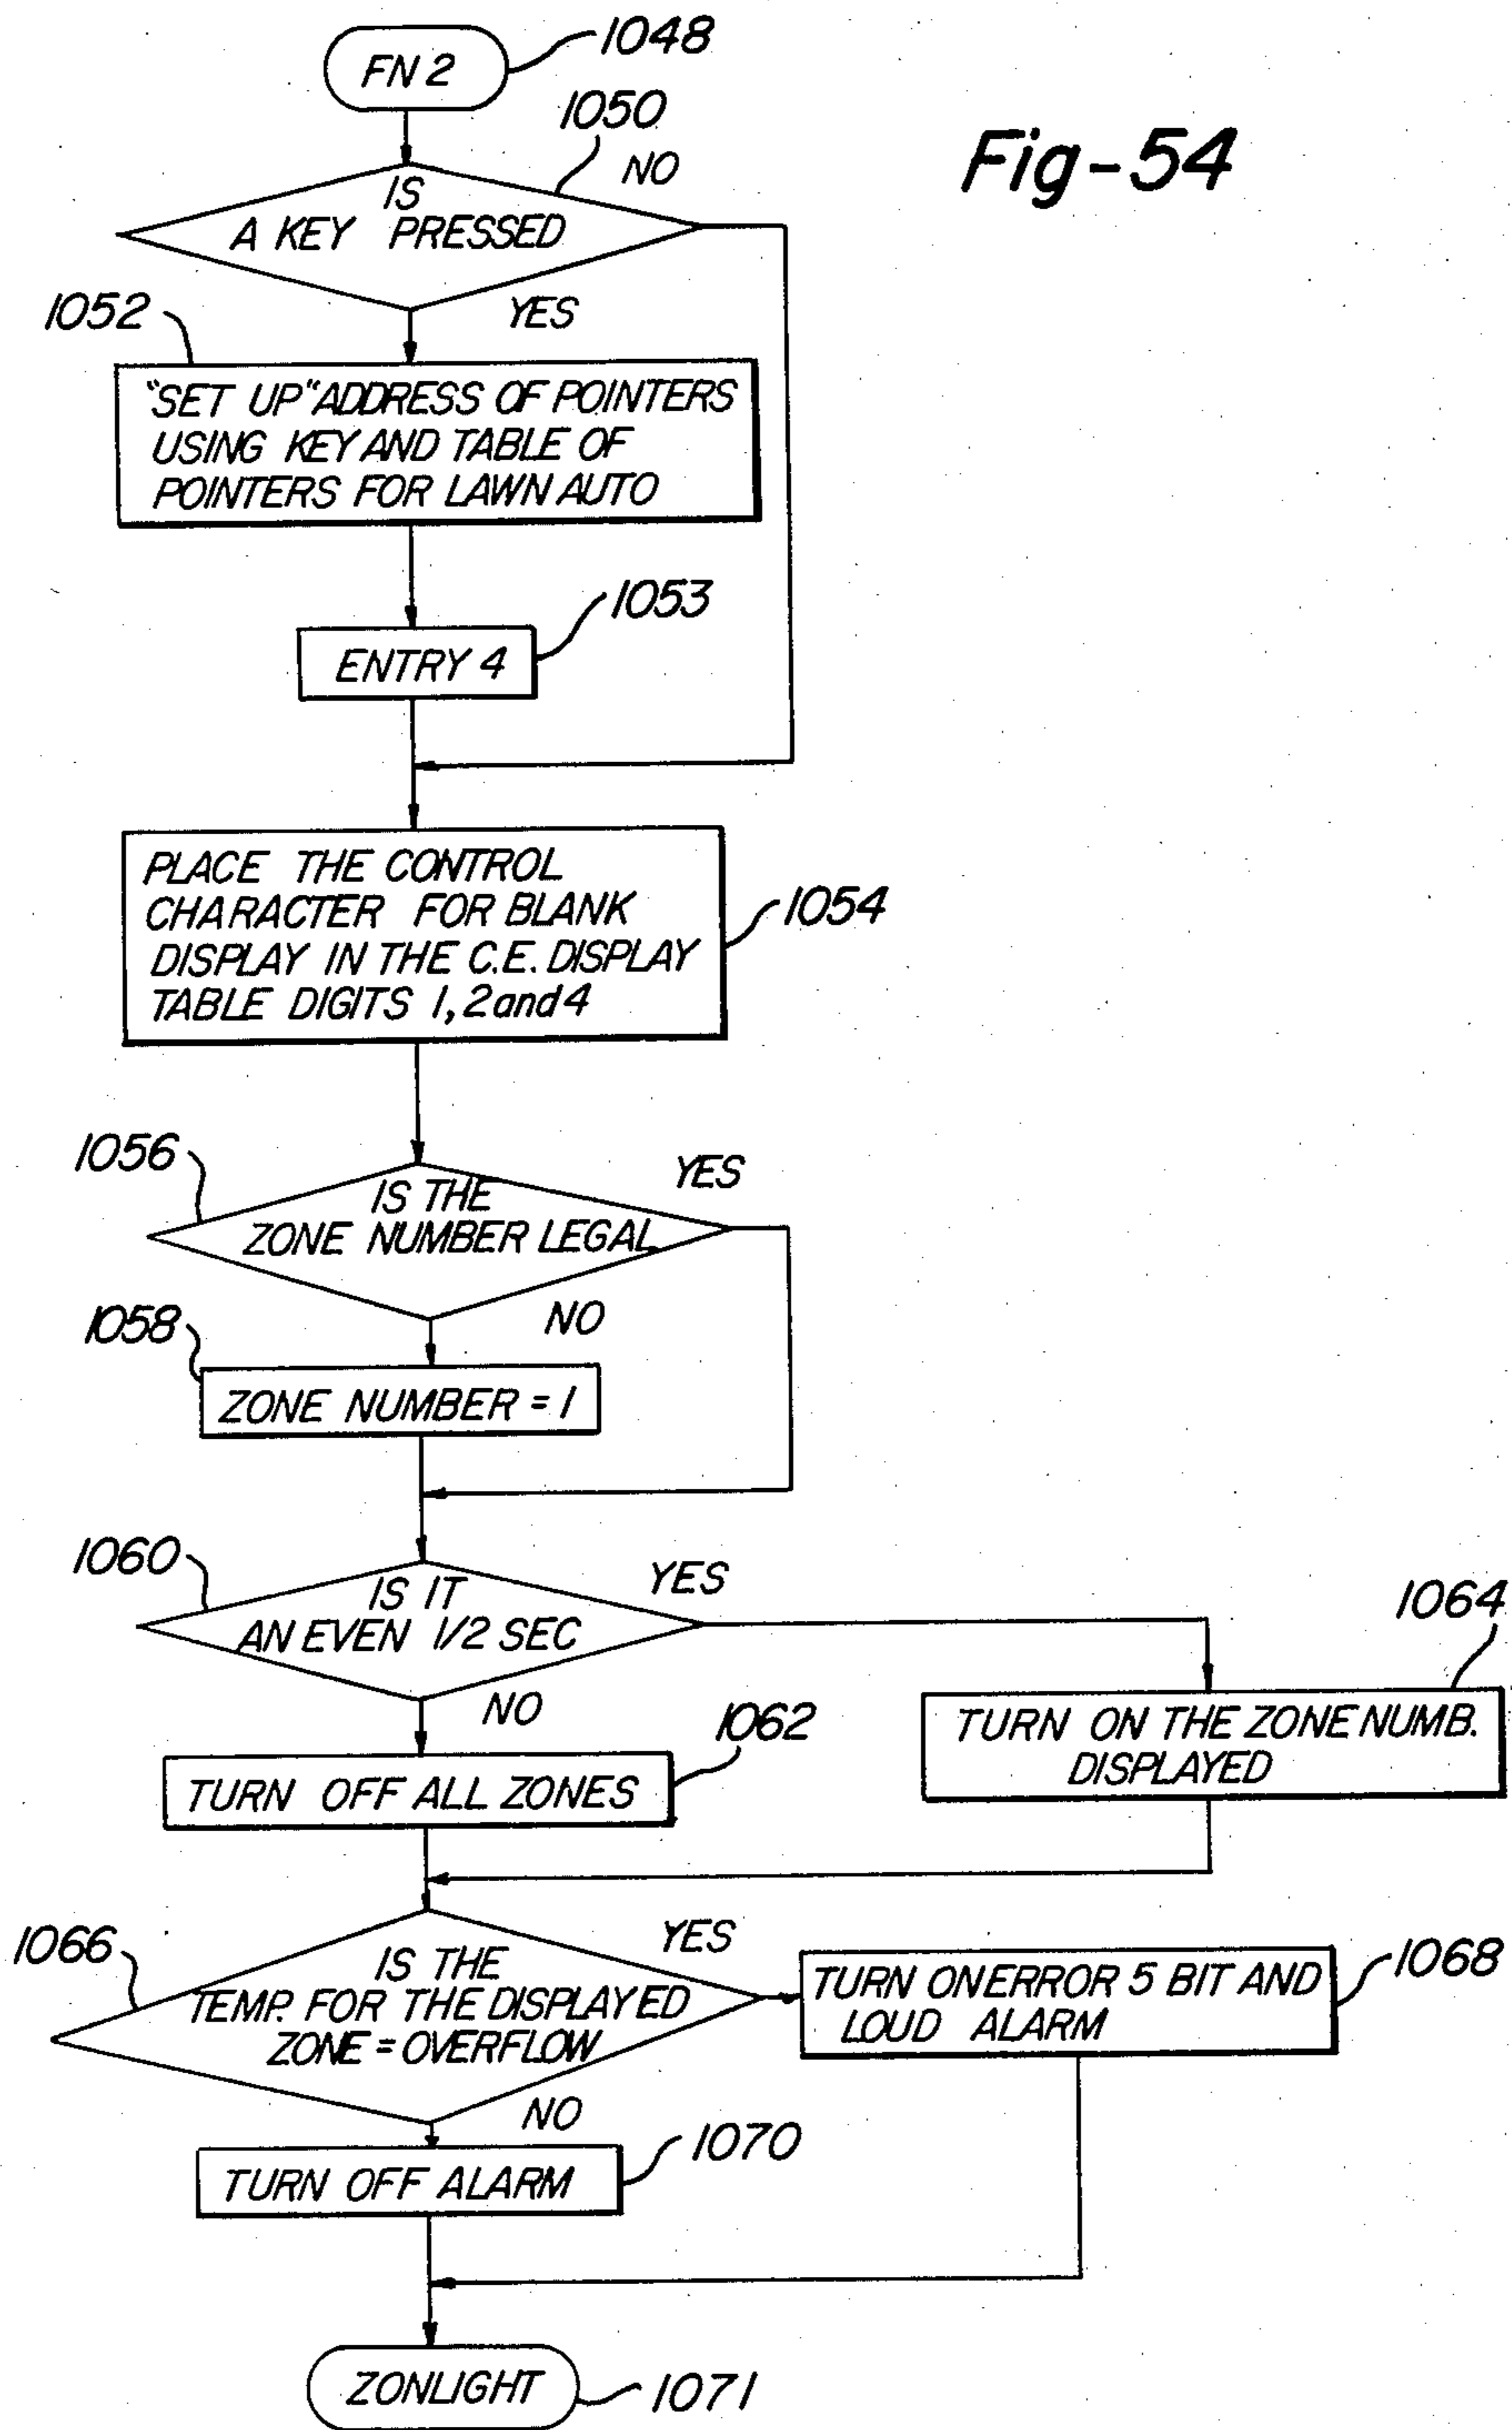 1048
FN 2
1050
Fig-54
NO
IS
A KEY PRESSED
YES
1052
"SET UP" ADDRESS OF POINTERS
USING KEY AND TABLE OF
POINTERS FOR LAWN AUTO
1053
ENTRY 4
PLACE THE CONTROL
CHARACTER FOR BLANK
DISPLAY IN THE C.E. DISPLAY
TABLE DIGITS 1, 2 and 4
1054
1056
YES
IS THE
ZONE NUMBER LEGAL
NO
1058
ZONE NUMBER = 1
1060
YES
IS IT
AN EVEN 1/2 SEC
1064
NO
1062
TURN ON THE ZONE NUMB.
DISPLAYED
TURN OFF ALL ZONES
1066
YES
IS THE
TEMP. FOR THE DISPLAYED
ZONE = OVERFLOW
1068
TURN ON ERROR 5 BIT AND
LOUD ALARM
NO
1070
TURN OFF ALARM
ZONLIGHT
1071